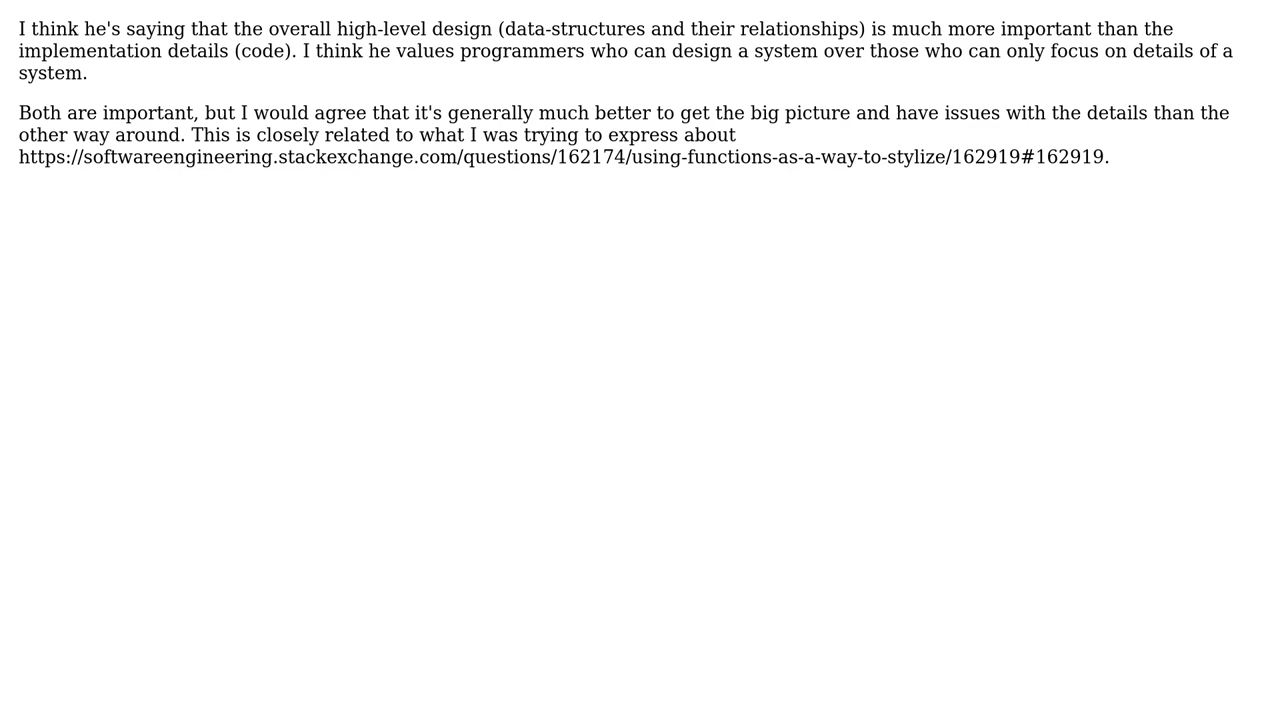 I think he's saying that the overall high-level design (data-structures and their relationships) is much more important than the
implementation details (code). I think he values programmers who can design a system over those who can only focus on details of a
system.
Both are important, but I would agree that it's generally much better to get the big picture and have issues with the details than the
other way around. This is closely related to what I was trying to express about
https://softwareengineering.stackexchange.com/questions/162174/using-functions-as-a-way-to-stylize/162919#162919.